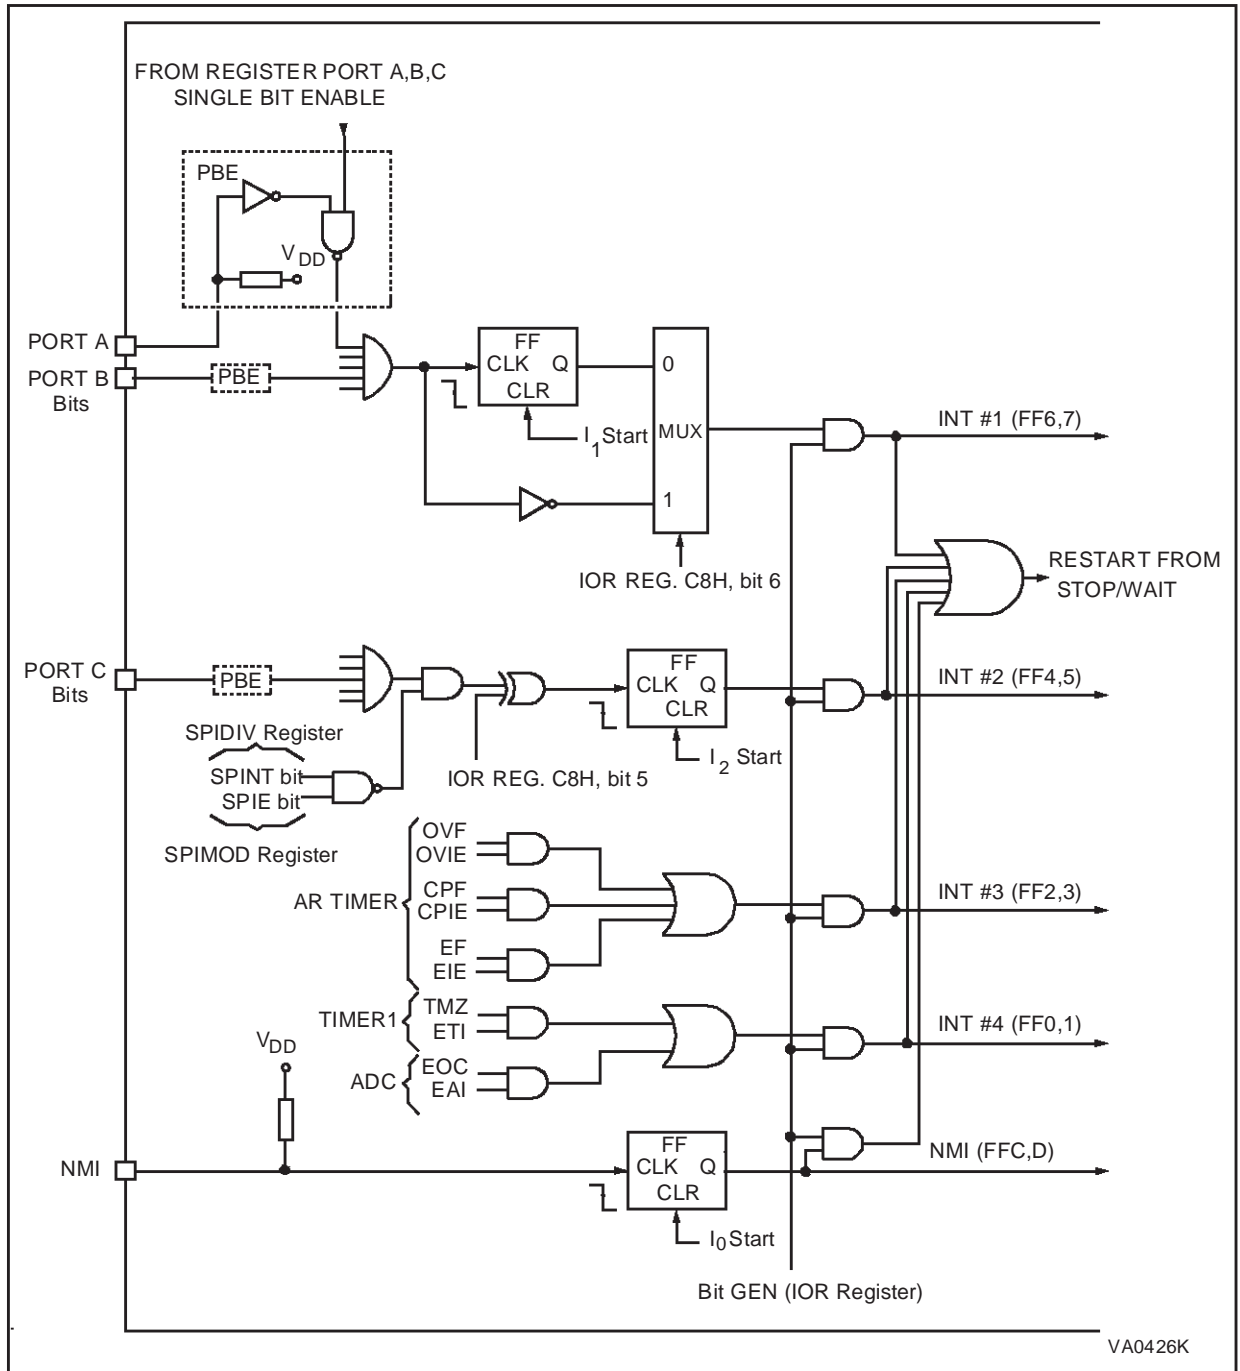 FROM REGISTER PORT A,B,C
SINGLE BIT ENABLE
PBE
VDD
PORT A
PORT B
Bits
PBE
FF
CLK Q
CLR
I1 Start
0
MUX
1
IOR REG. C8H, bit 6
INT #1 (FF6,7)
RESTART FROM
STOP/WAIT
PORT C
Bits
PBE
SPIDIV Register
SPINT bit
SPIE bit
SPIMOD Register
IOR REG. C8H, bit 5
FF
CLK Q
CLR
I2 Start
INT #2 (FF4,5)
AR TIMER
OVF
OVIE
CPF
CPIE
EF
EIE
INT #3 (FF2,3)
TIMER1
TMZ
ETI
ADC
EOC
EAI
INT #4 (FF0,1)
VDD
NMI
FF
CLK Q
CLR
I0 Start
NMI (FFC,D)
Bit GEN (IOR Register)
VA0426K